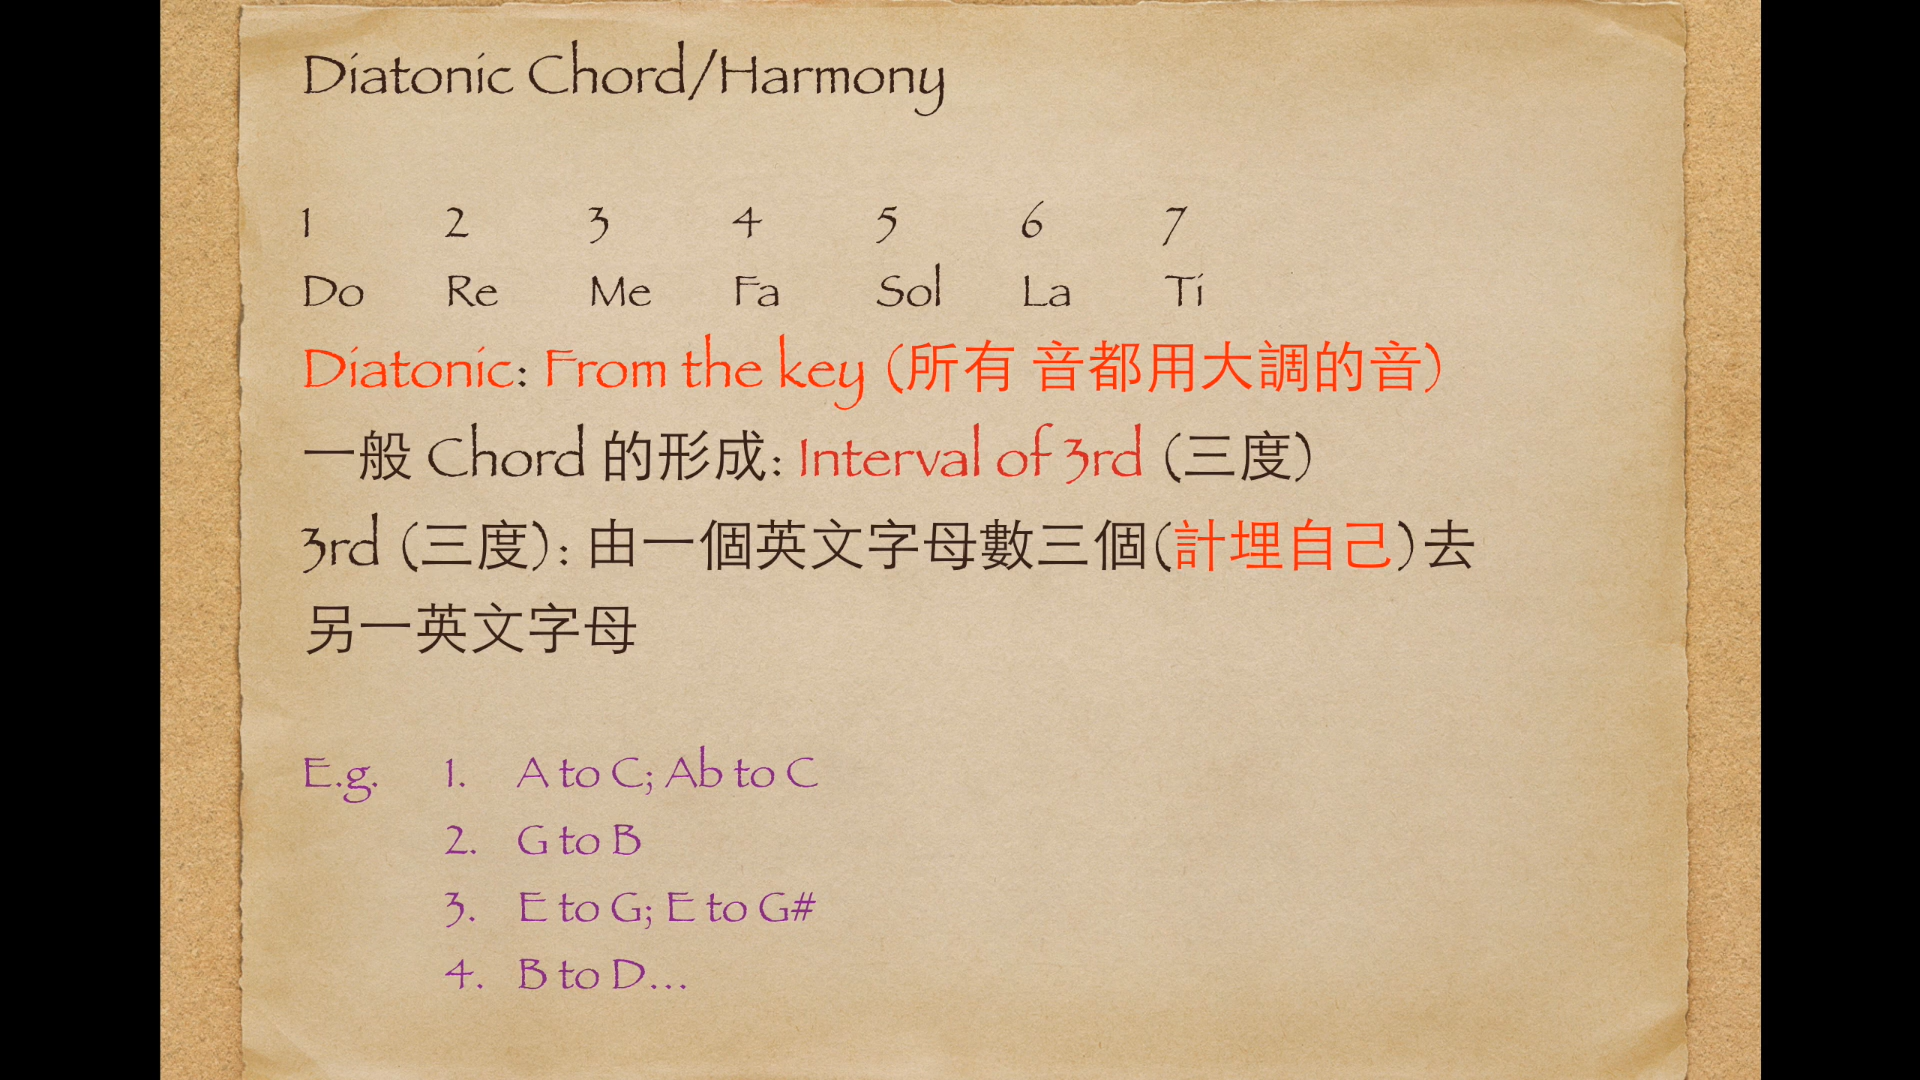 Diatonic Chord/Harmony
1 2 3 4 5 6 7
Do Re Me Fa Sol La Ti
Diatonic: From the key (所有 音都用大調的音)
一般 Chord 的形成: Interval of 3rd (三度)
3rd (三度): 由一個英文字母數三個(計埋自己)去
另一英文字母
E.g. 1. A to C; Ab to C
2. G to B
3. E to G; E to G#
4. B to D...